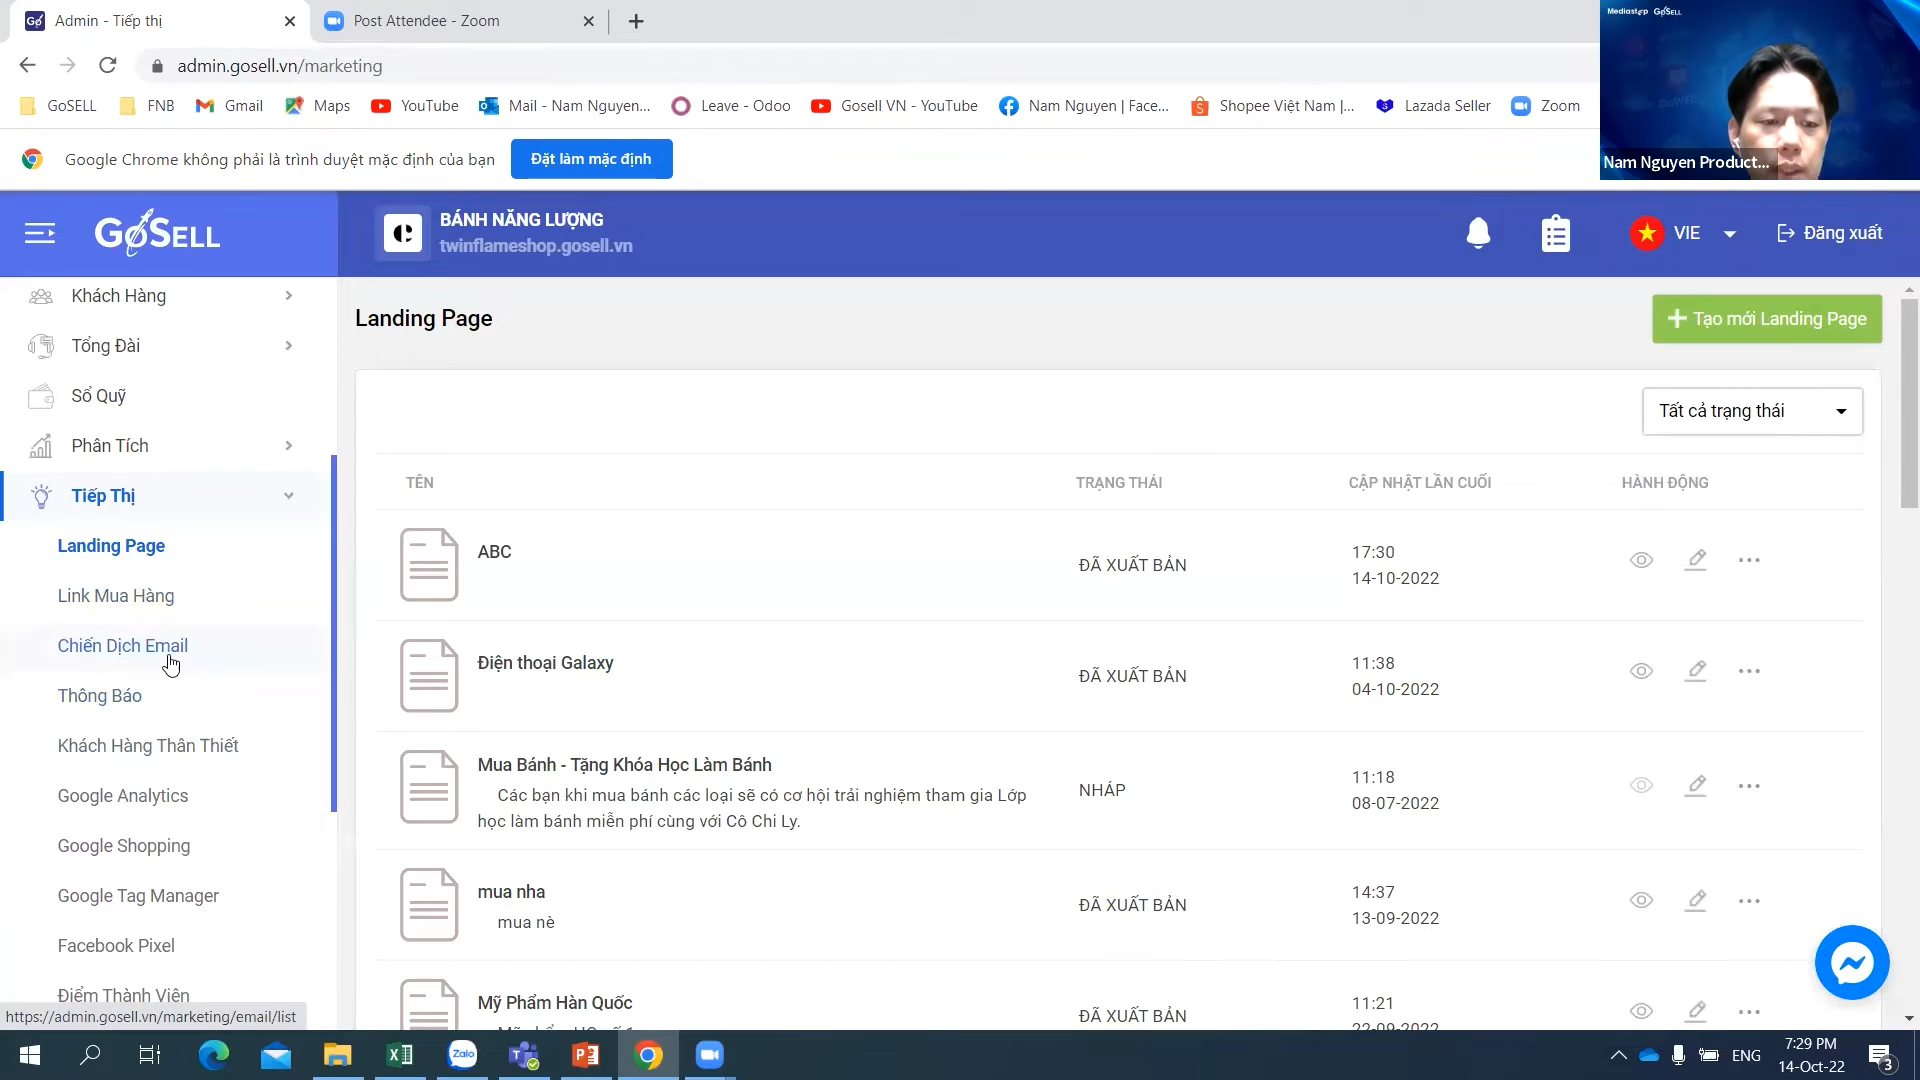 Admin - Tiếp thị
Post Attendee - Zoom
admin.gosell.vn/marketing
GoSELL
FNB
Gmail
Maps
YouTube
Mail - Nam Nguyen...
Leave - Odoo
Gosell VN - YouTube
Nam Nguyen | Face...
Shopee Việt Nam |...
Lazada Seller
Zoom
Mediastep GoSELL
Nam Nguyen Product...
Google Chrome không phải là trình duyệt mặc định của bạn
Đặt làm mặc định
GoSELL
BÁNH NĂNG LƯỢNG
twinflameshop.gosell.vn
VIE
Đăng xuất
Khách Hàng
Tổng Đài
Sổ Quỹ
Phân Tích
Tiếp Thị
Landing Page
Link Mua Hàng
Chiến Dịch Email
Thông Báo
Khách Hàng Thân Thiết
Google Analytics
Google Shopping
Google Tag Manager
Facebook Pixel
Điểm Thành Viên
https://admin.gosell.vn/marketing/email/list
Landing Page
Tạo mới Landing Page
Tất cả trạng thái
TÊN
TRẠNG THÁI
CẬP NHẬT LẦN CUỐI
HÀNH ĐỘNG
ABC
ĐÃ XUẤT BẢN
17:30
14-10-2022
Điện thoại Galaxy
ĐÃ XUẤT BẢN
11:38
04-10-2022
Mua Bánh - Tặng Khóa Học Làm Bánh
Các bạn khi mua bánh các loại sẽ có cơ hội trải nghiệm tham gia Lớp
học làm bánh miễn phí cùng với Cô Chi Ly.
NHÁP
11:18
08-07-2022
mua nha
mua nè
ĐÃ XUẤT BẢN
14:37
13-09-2022
Mỹ Phẩm Hàn Quốc
ĐÃ XUẤT BẢN
11:21
22-09-2022
Zalo
ENG
7:29 PM
14-Oct-22
3